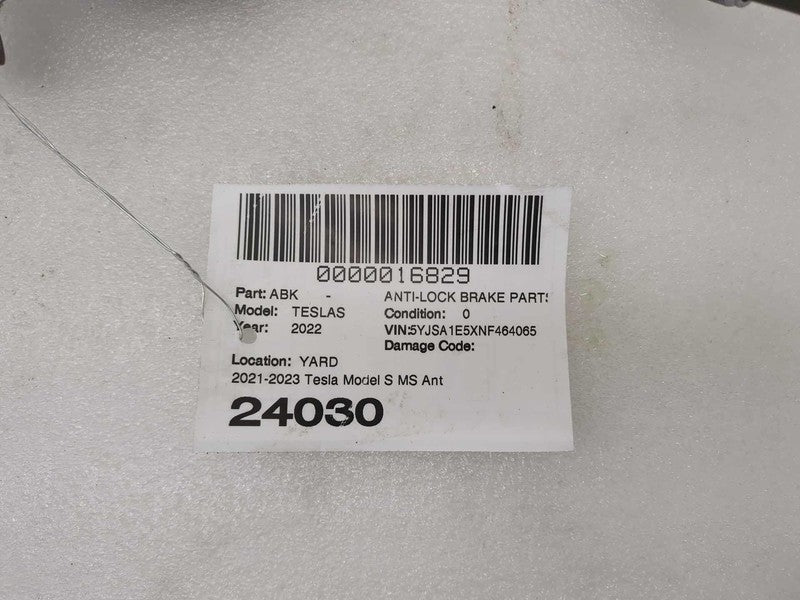 0000016829
Part: ABK - ANTI-LOCK BRAKE PARTS
Model: TESLAS Condition: 0
Year: 2022 VIN:5YJSA1E5XNF464065
Damage Code:
Location: YARD
2021-2023 Tesla Model S MS Ant
24030